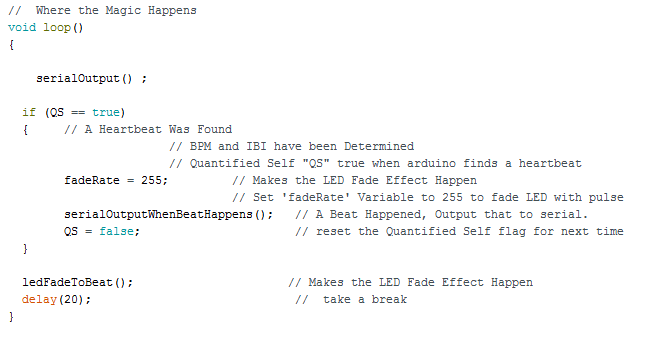 //  Where the Magic Happens
void loop()
{
serialOutput() ;
if (QS == true)
{     // A Heartbeat Was Found
// BPM and IBI have been Determined
// Quantified Self "QS" true when arduino finds a heartbeat
fadeRate = 255;         // Makes the LED Fade Effect Happen
// Set 'fadeRate' Variable to 255 to fade LED with pulse
serialOutputWhenBeatHappens();   // A Beat Happened, Output that to serial.
QS = false;                      // reset the Quantified Self flag for next time
}
ledFadeToBeat();                      // Makes the LED Fade Effect Happen
delay(20);                             //  take a break
}